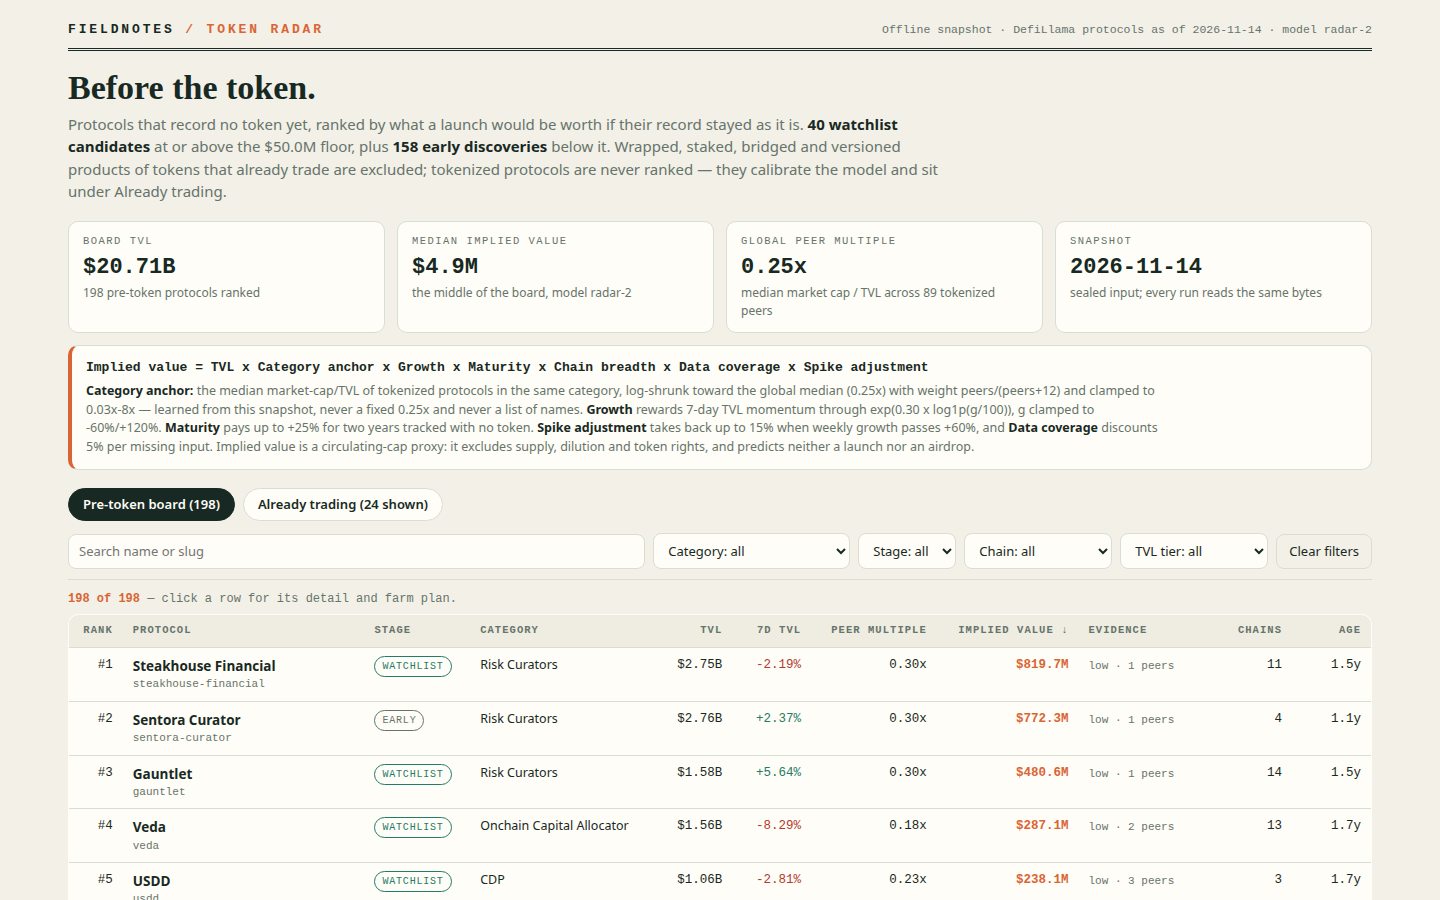 FIELDNOTES / TOKEN RADAR
Offline snapshot · DefiLlama protocols as of 2026-11-14 · model radar-2
Before the token.
Protocols that record no token yet, ranked by what a launch would be worth if their record stayed as it is. 40 watchlist
candidates at or above the $50.0M floor, plus 158 early discoveries below it. Wrapped, staked, bridged and versioned
products of tokens that already trade are excluded; tokenized protocols are never ranked — they calibrate the model and sit
under Already trading.
BOARD TVL
$20.71B
198 pre-token protocols ranked
MEDIAN IMPLIED VALUE
$4.9M
the middle of the board, model radar-2
GLOBAL PEER MULTIPLE
0.25x
median market cap / TVL across 89 tokenized
peers
SNAPSHOT
2026-11-14
sealed input; every run reads the same bytes
Implied value = TVL x Category anchor x Growth x Maturity x Chain breadth x Data coverage x Spike adjustment
Category anchor: the median market-cap/TVL of tokenized protocols in the same category, log-shrunk toward the global median (0.25x) with weight peers/(peers+12) and clamped to
0.03x-8x — learned from this snapshot, never a fixed 0.25x and never a list of names. Growth rewards 7-day TVL momentum through exp(0.30 x log1p(g/100)), g clamped to
-60%/+120%. Maturity pays up to +25% for two years tracked with no token. Spike adjustment takes back up to 15% when weekly growth passes +60%, and Data coverage discounts
5% per missing input. Implied value is a circulating-cap proxy: it excludes supply, dilution and token rights, and predicts neither a launch nor an airdrop.
Pre-token board (198)
Already trading (24 shown)
Search name or slug
Category: all
Stage: all
Chain: all
TVL tier: all
Clear filters
198 of 198 — click a row for its detail and farm plan.
RANK PROTOCOL STAGE CATEGORY TVL 7D TVL PEER MULTIPLE IMPLIED VALUE ↓ EVIDENCE CHAINS AGE
#1 Steakhouse Financial WATCHLIST Risk Curators $2.75B -2.19% 0.30x $819.7M low · 1 peers 11 1.5y
steakhouse-financial
#2 Sentora Curator EARLY Risk Curators $2.76B +2.37% 0.30x $772.3M low · 1 peers 4 1.1y
sentora-curator
#3 Gauntlet WATCHLIST Risk Curators $1.58B +5.64% 0.30x $480.6M low · 1 peers 14 1.5y
gauntlet
#4 Veda WATCHLIST Onchain Capital Allocator $1.56B -8.29% 0.18x $287.1M low · 2 peers 13 1.7y
veda
#5 USDD WATCHLIST CDP $1.06B -2.81% 0.23x $238.1M low · 3 peers 3 1.7y
usdd